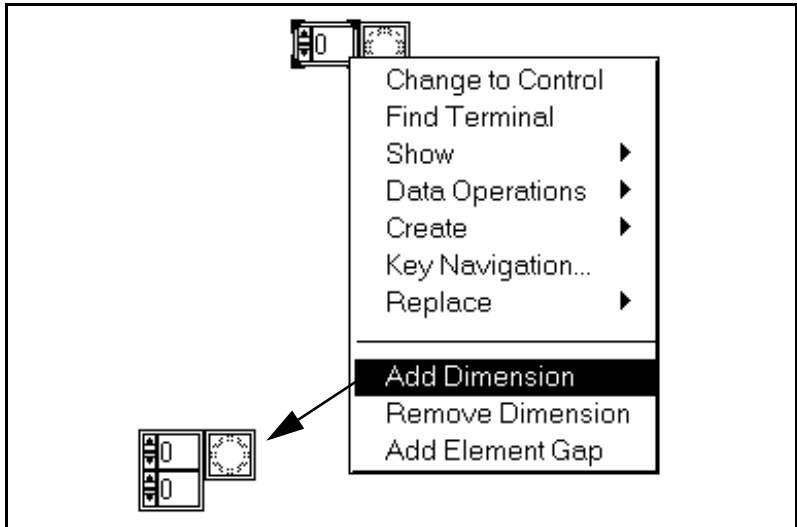 0
Change to Control
Find Terminal
Show
Data Operations
Create
Key Navigation...
Replace
Add Dimension
Remove Dimension
Add Element Gap
0
0